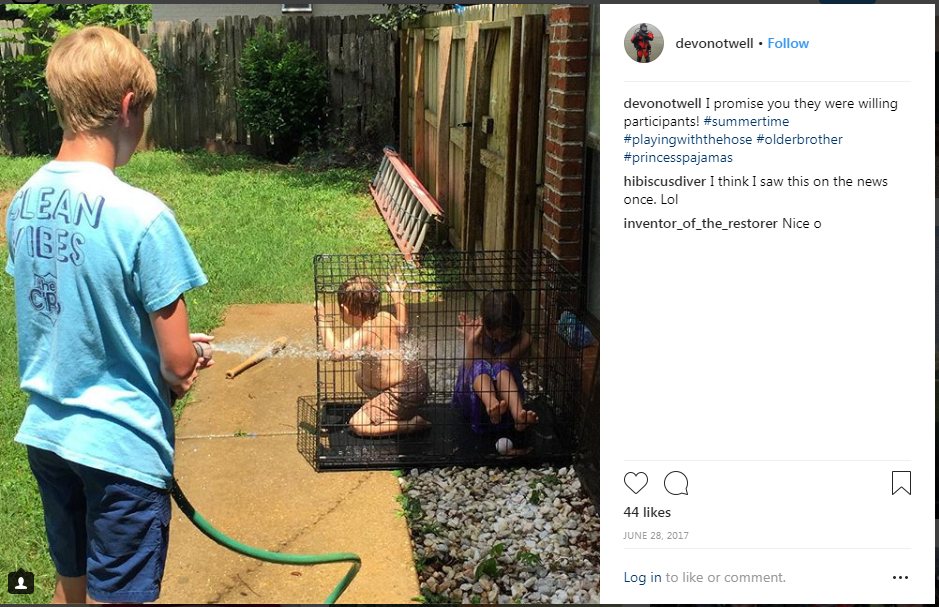 devonotwell • Follow
devonotwell I promise you they were willing
participants! #summertime
#playingwiththehose #olderbrother
#princesspajamas
hibiscusdiver I think I saw this on the news
once. Lol
inventor_of_the_restorer Nice o
44 likes
JUNE 28, 2017
Log in to like or comment.
CLEAN
VIBES
The